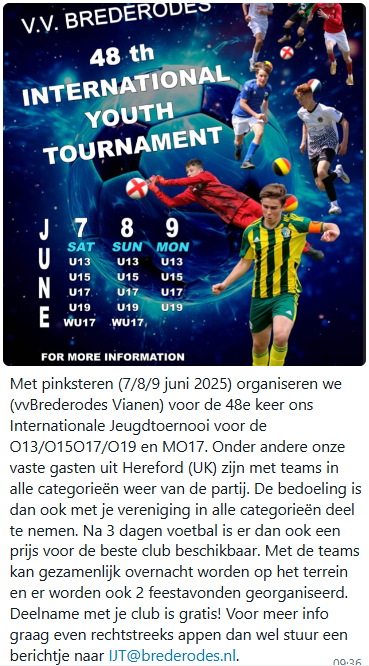 V.V. BREDERODES
48 th
INTERNATIONAL
YOUTH
TOURNAMENT
JUNE
7 8 9
SAT SUN MON
U13 U13 U13
U15 U15 U15
U17 U17 U17
U19 U19 U19
WU17 WU17
FOR MORE INFORMATION
Met pinksteren (7/8/9 juni 2025) organiseren we
(vvBrederodes Vianen) voor de 48e keer ons
Internationale Jeugdtoernooi voor de
O13/O15O17/O19 en MO17. Onder andere onze
vaste gasten uit Hereford (UK) zijn met teams in
alle categorieën weer van de partij. De bedoeling is
dan ook met je vereniging in alle categorieën deel
te nemen. Na 3 dagen voetbal is er dan ook een
prijs voor de beste club beschikbaar. Met de teams
kan gezamenlijk overnacht worden op het terrein
en er worden ook 2 feestavonden georganiseerd.
Deelname met je club is gratis! Voor meer info
graag even rechtstreeks appen dan wel stuur een
berichtje naar IJT@brederodes.nl.
09:36